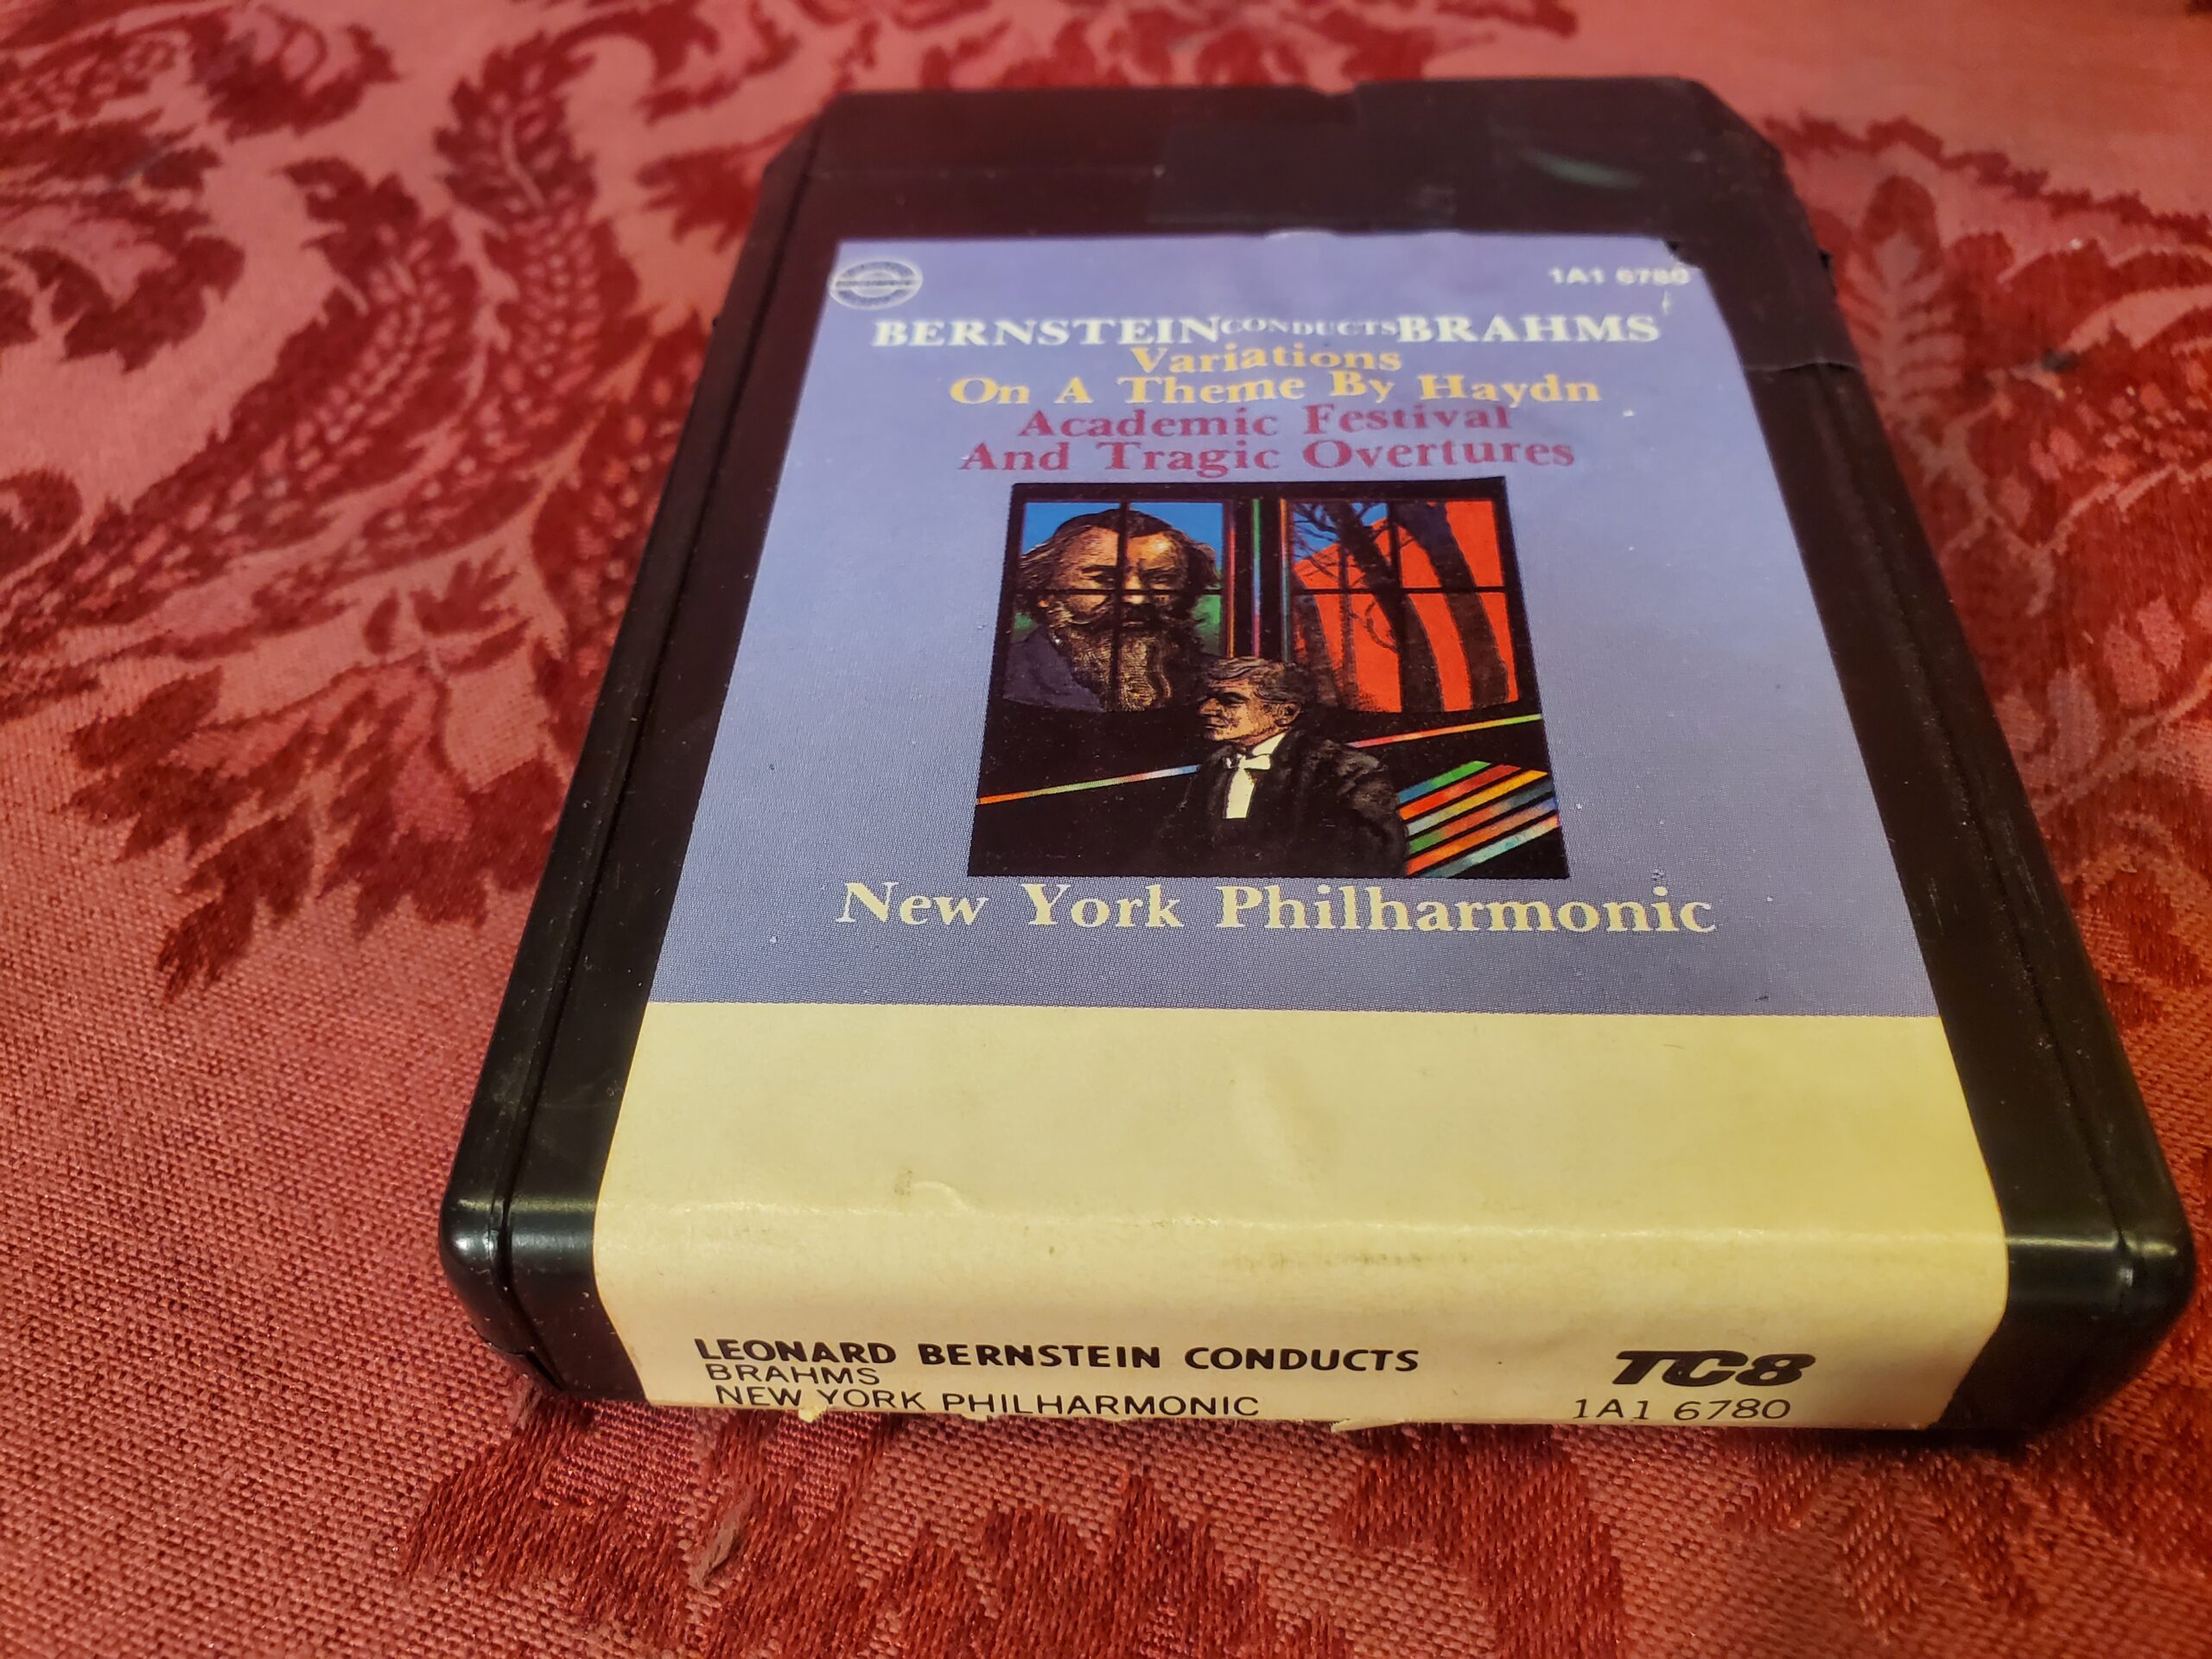 1A1 6780
BERNSTEIN CONDUCTS BRAHMS
Variations
On A Theme By Haydn
Academic Festival
And Tragic Overtures
New York Philharmonic
LEONARD BERNSTEIN CONDUCTS
BRAHMS
NEW YORK PHILHARMONIC
TC8
1A1 6780